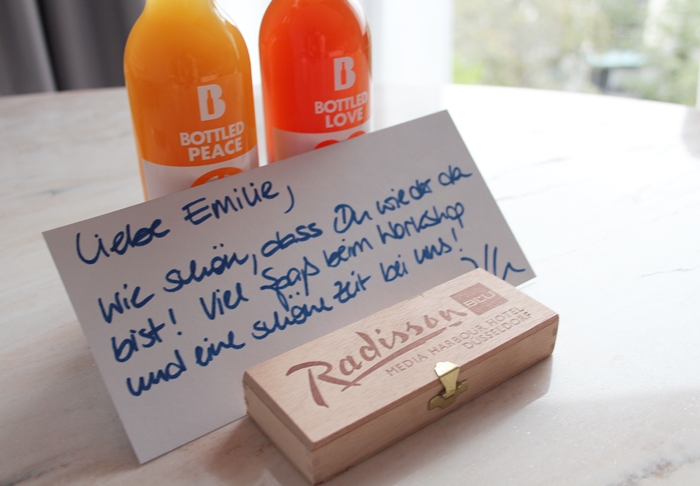 B
BOTTLED
PEACE
B
BOTTLED
LOVE
Liebe Emilie,
Wie schön, dass Du wieder da
bist! Viel Spaß beim Workshop
und eine schöne Zeit bei uns!
Radisson BLU
MEDIA HARBOUR HOTEL
DÜSSELDORF